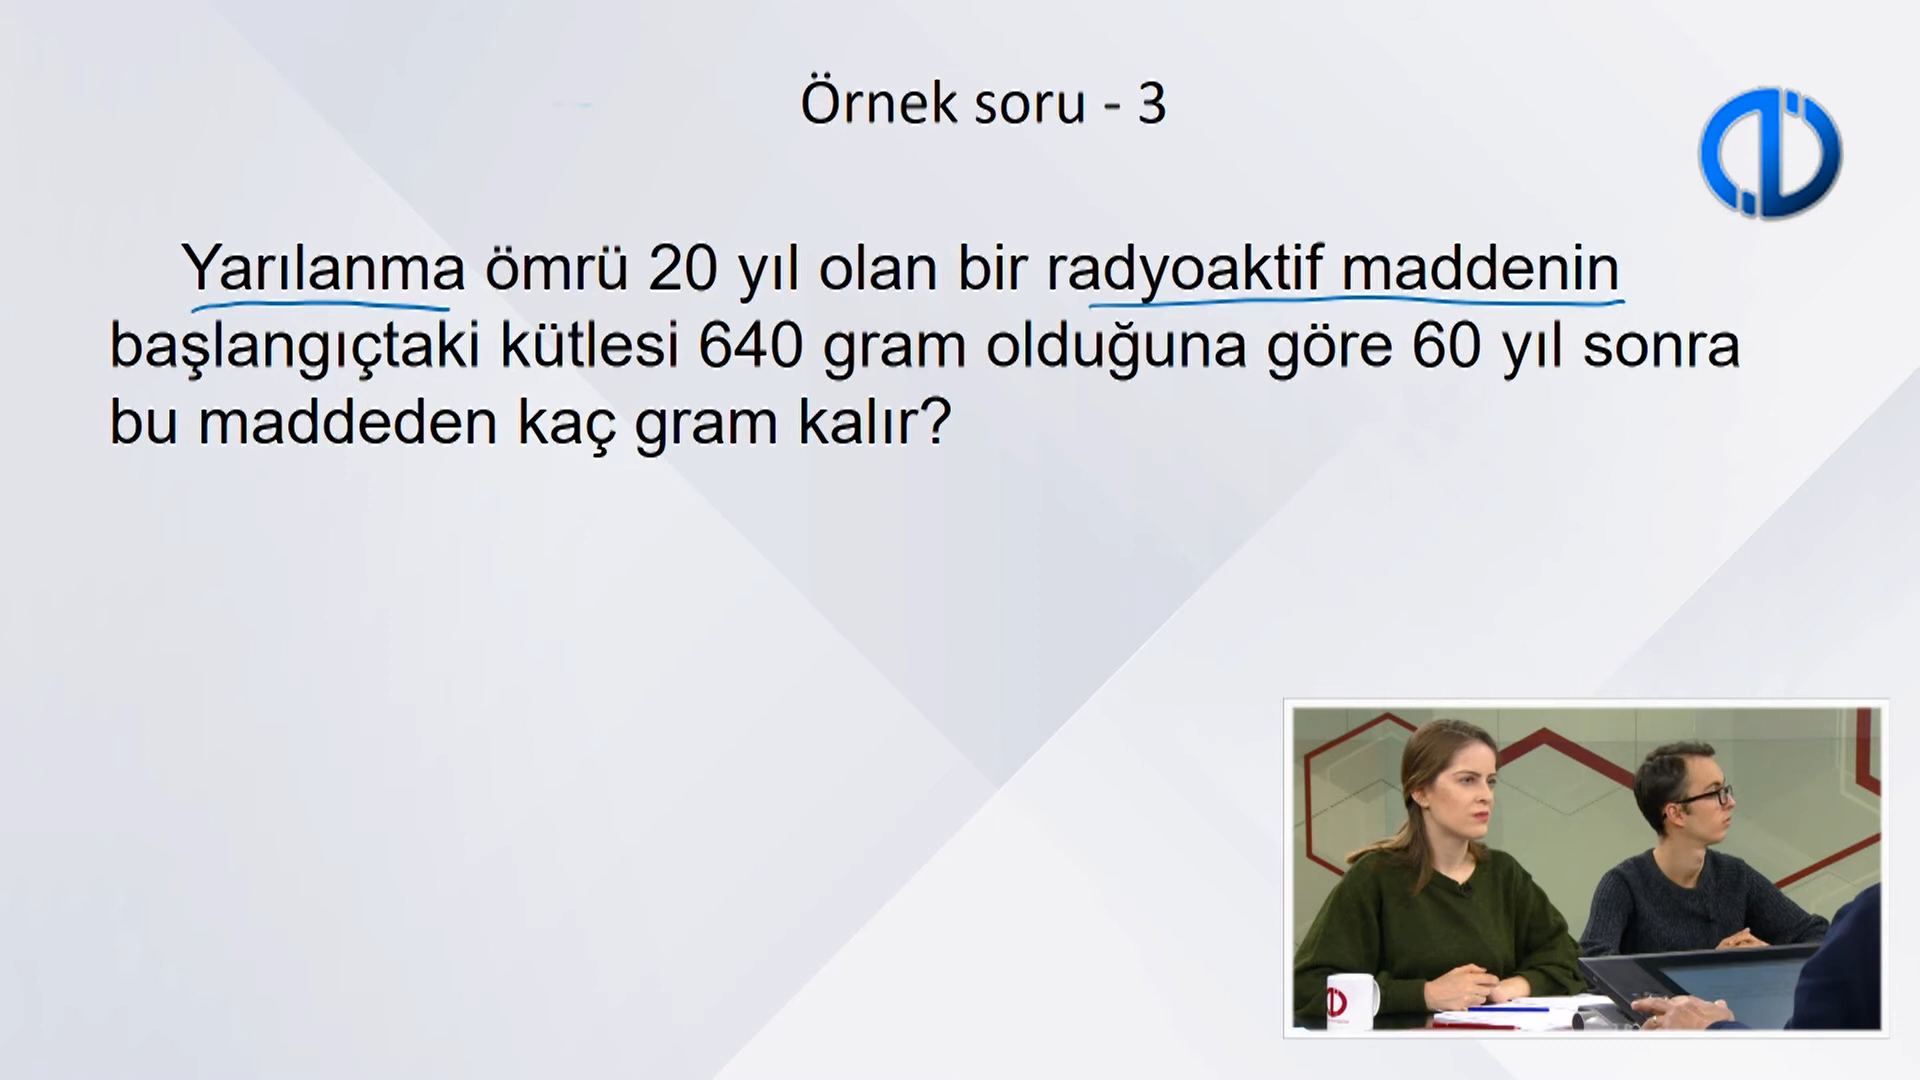 Örnek soru - 3
Yarılanma ömrü 20 yıl olan bir radyoaktif maddenin
başlangıçtaki kütlesi 640 gram olduğuna göre 60 yıl sonra
bu maddeden kaç gram kalır?